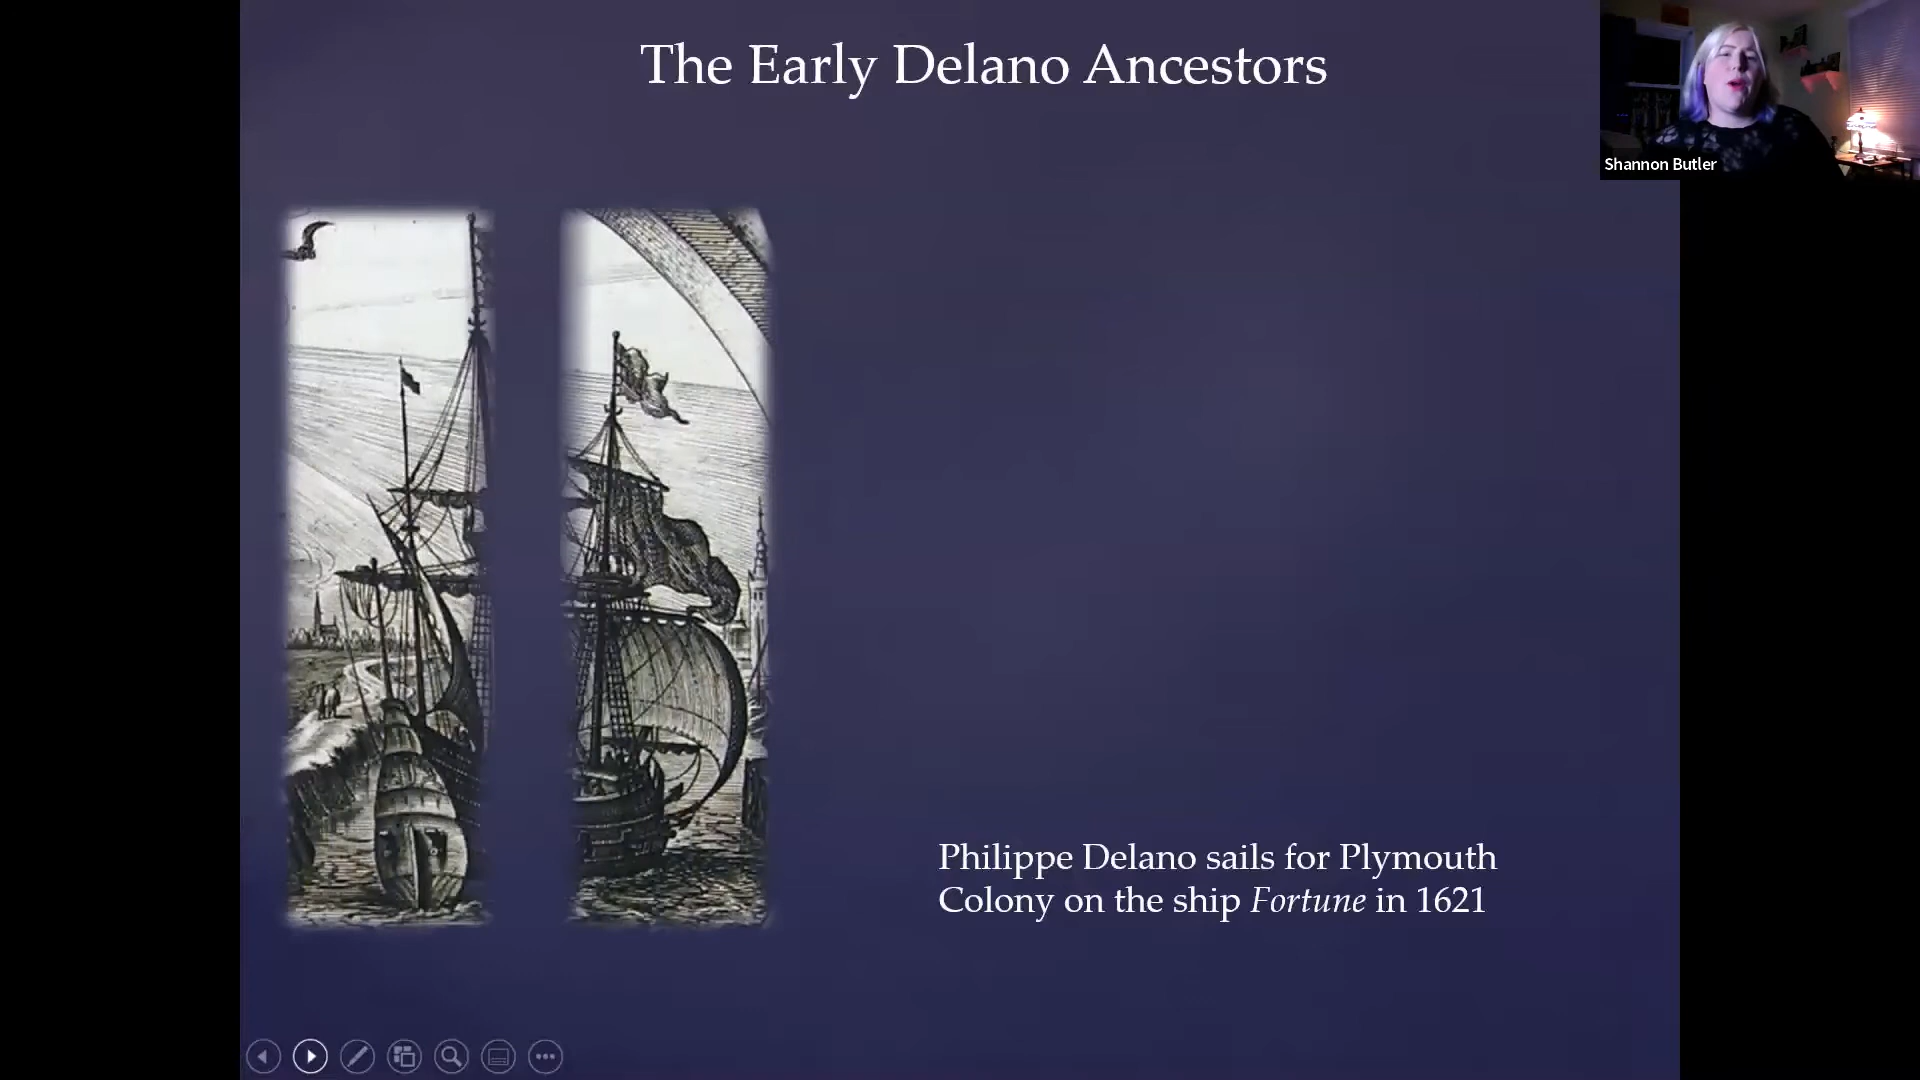 The Early Delano Ancestors
Shannon Butler
Philippe Delano sails for Plymouth
Colony on the ship Fortune in 1621